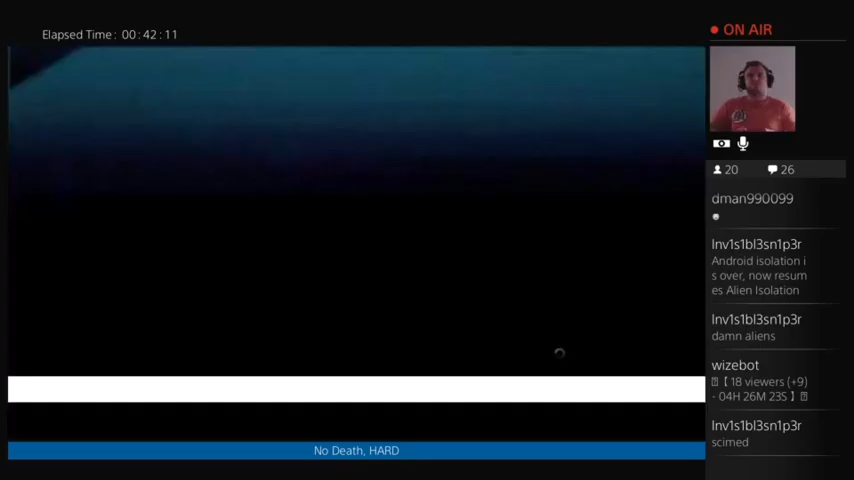 Elapsed Time: 00:42:11
ON AIR
20 26
dman990099
Inv1s1bl3sn1p3r
Android isolation i
s over, now resum
es Alien Isolation
Inv1s1bl3sn1p3r
damn aliens
wizebot
【 18 viewers (+9)
- 04H 26M 23S 】
Inv1s1bl3sn1p3r
scimed
No Death, HARD